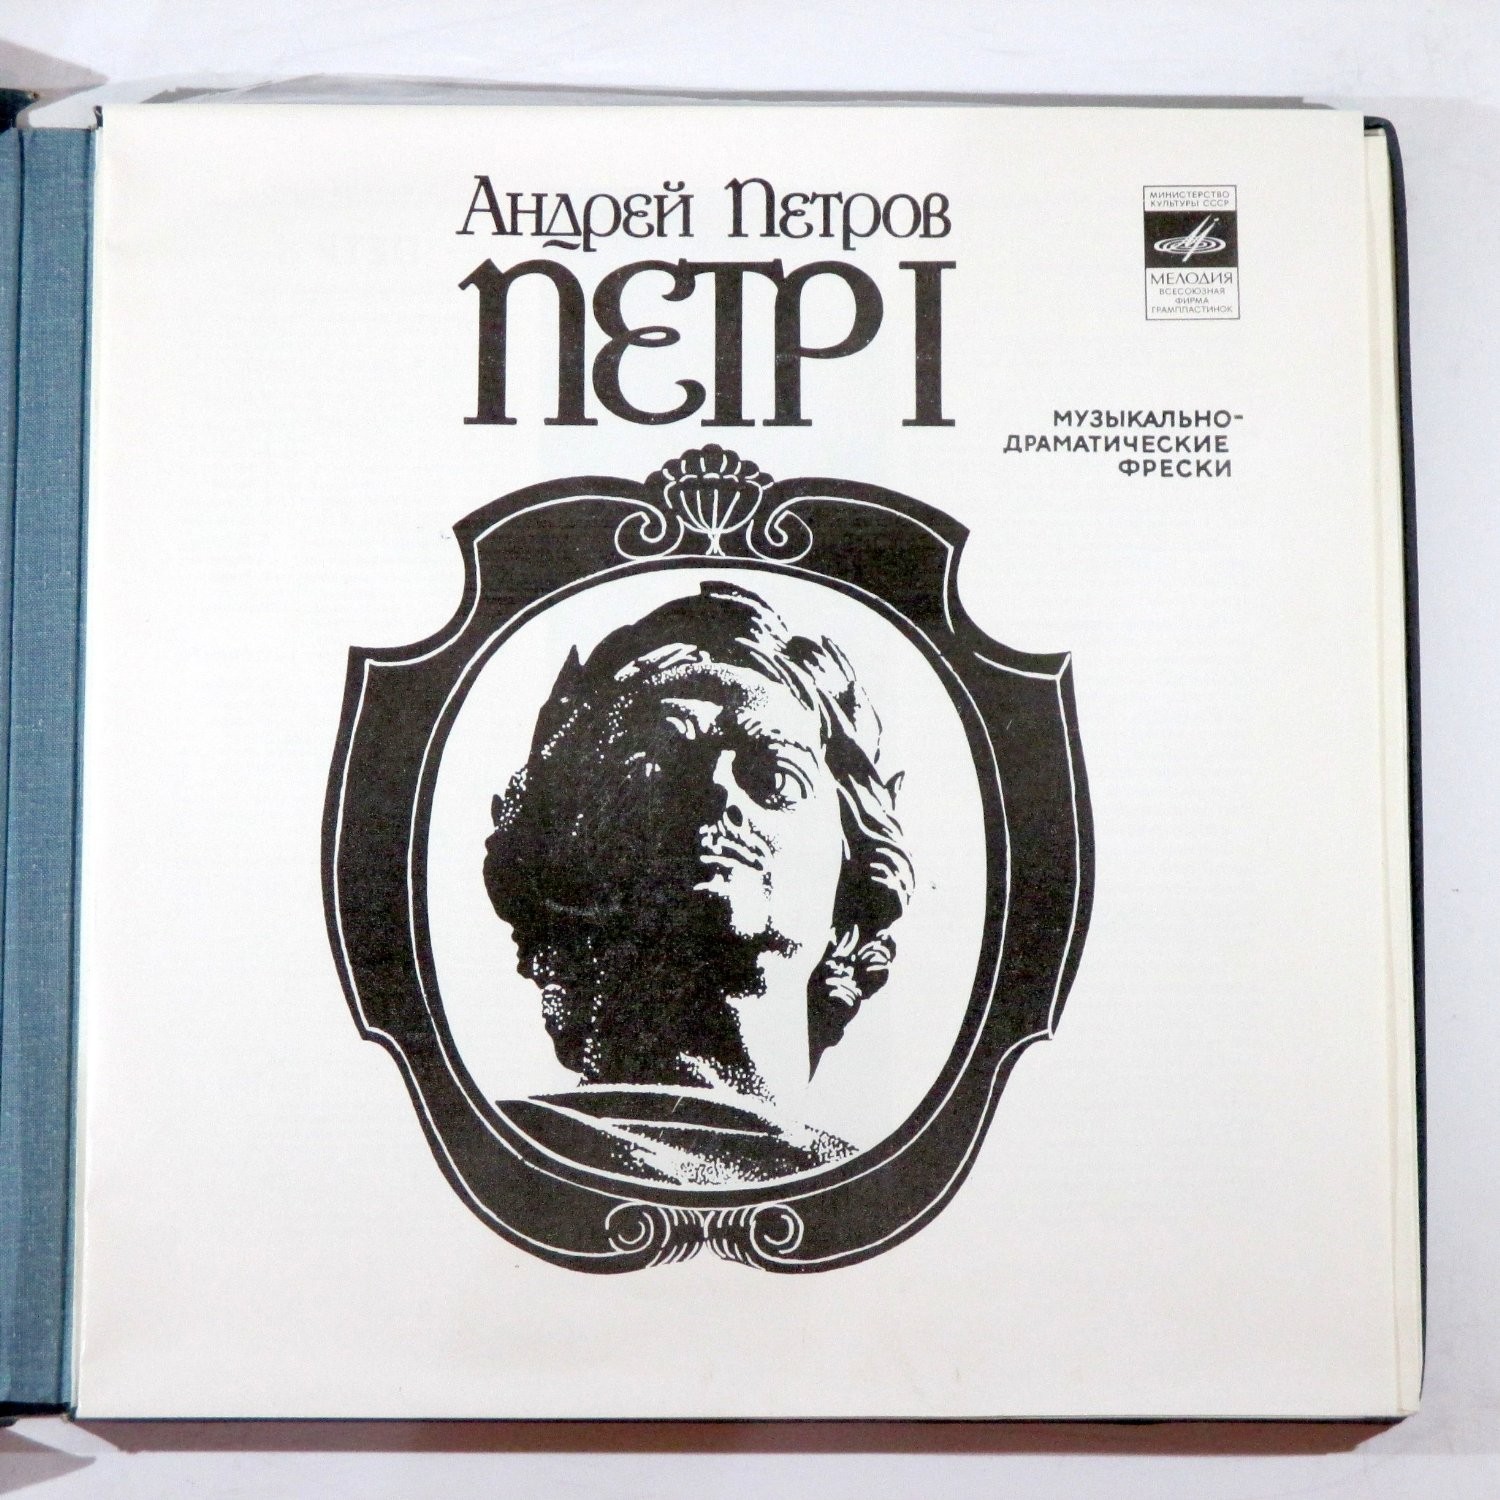 Андрей Петров
ПЕТР I
МИНИСТЕРСТВО
КУЛЬТУРЫ СССР
МЕЛОДИЯ
ВСЕСОЮЗНАЯ
ФИРМА
ГРАМПЛАСТИНОК
МУЗЫКАЛЬНО-
ДРАМАТИЧЕСКИЕ
ФРЕСКИ